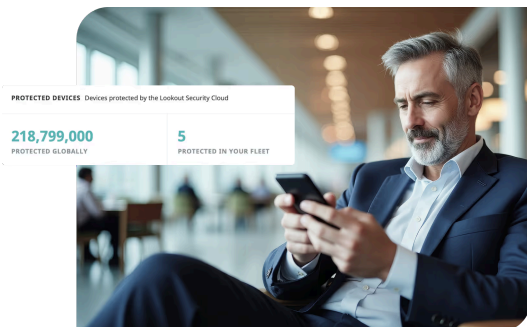 PROTECTED DEVICES Devices protected by the Lookout Security Cloud
218,799,000 5
PROTECTED GLOBALLY PROTECTED IN YOUR FLEET